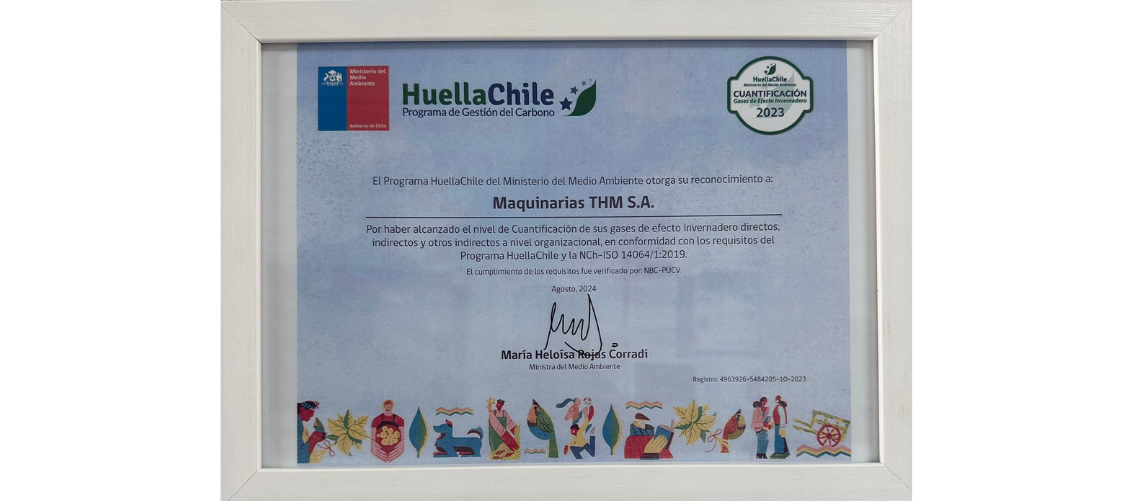 Ministerio del
Medio
Ambiente
Gobierno de Chile
HuellaChile
Programa de Gestión del Carbono
HuellaChile
Ministerio del Medio Ambiente
CUANTIFICACIÓN
Gases de Efecto Invernadero
2023
El Programa HuellaChile del Ministerio del Medio Ambiente otorga su reconocimiento a:
Maquinarias THM S.A.
Por haber alcanzado el nivel de Cuantificación de sus gases de efecto invernadero directos,
indirectos y otros indirectos a nivel organizacional, en conformidad con los requisitos del
Programa HuellaChile y la NCh-ISO 14064/1:2019.
El cumplimiento de los requisitos fue verificado por: NBC-PUCV.
Agosto, 2024
María Heloísa Rojas Corradi
Ministra del Medio Ambiente
Registro: 4963926-5484205-10-2023